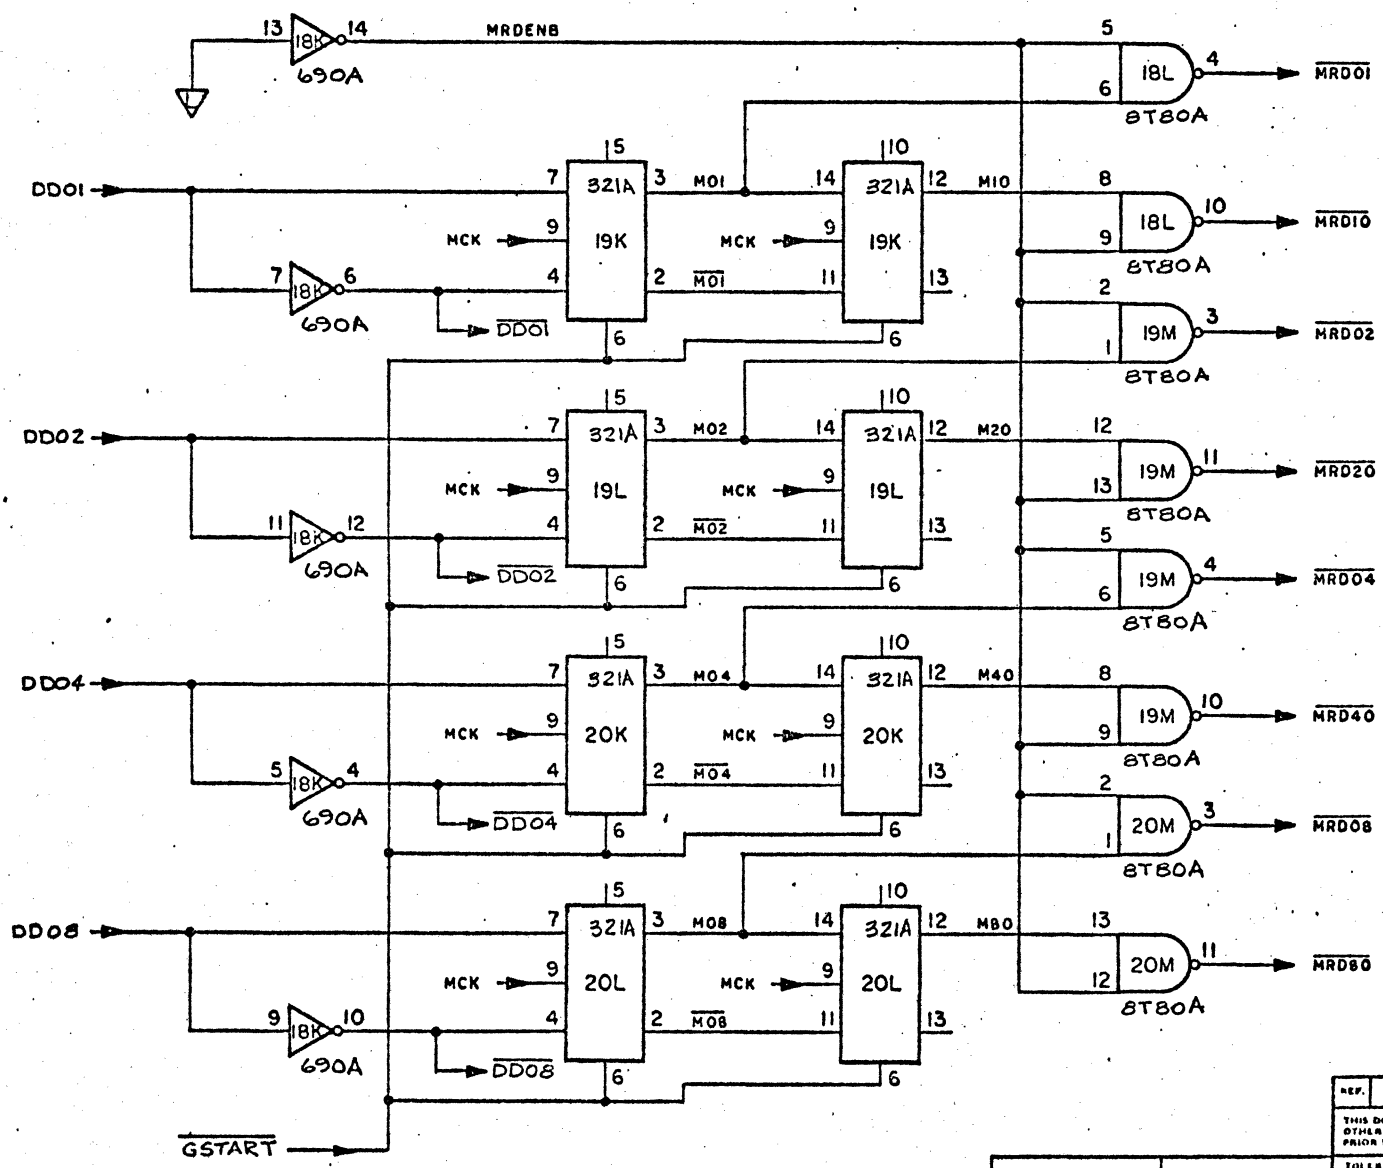 13 18K 14 MRDENB 5
690A
L
6 18L 4 MRD01
8T80A
15 10
DD01 7 321A 3 M01 14 321A 12 M10 8
MCK 9 19K MCK 9 19K 9 18L 10 MRD10
8T80A
7 18K 6 4 2 M01 11 13
690A DD01
6 6
2 19M 3 MRD02
1
8T80A
15 10
DD02 7 321A 3 M02 14 321A 12 M20 12
MCK 9 19L MCK 9 19L 13 19M 11 MRD20
8T80A
11 18K 12 4 2 M02 11 13
690A DD02
6 6
5 19M 4 MRD04
6
8T80A
15 10
DD04 7 321A 3 M04 14 321A 12 M40 8
MCK 9 20K MCK 9 20K 9 19M 10 MRD40
8T80A
5 18K 4 4 2 M04 11 13
690A DD04
6 6
2 20M 3 MRD08
1
8T80A
15 10
DD08 7 321A 3 M08 14 321A 12 M80 13
MCK 9 20L MCK 9 20L 12 20M 11 MRD80
8T80A
9 18K 10 4 2 M08 11 13
690A DD08
6 6
GSTART
REF.
THIS
PRIOR